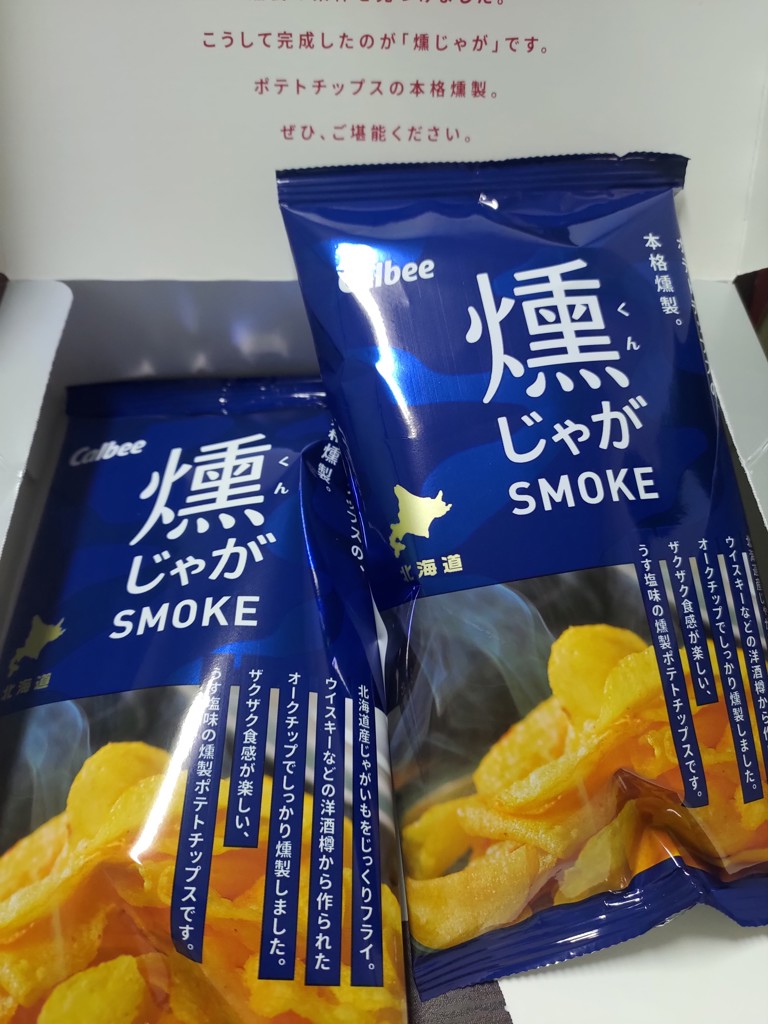 こうして完成したのが「燻じゃが」です。
ポテトチップスの本格燻製。
ぜひ、ご堪能ください。
Calbee
燻
くん
じゃが
SMOKE
本格燻製。
北海道
ウイスキーなどの洋酒樽から作
オークチップでしっかり燻製しました。
ザクザク食感が楽しい、
うす塩味の燻製ポテトチップスです。
Calbee
燻
くん
じゃが
SMOKE
格燻製。
北海道
北海道産じゃがいもをじっくりフライ。
ウイスキーなどの洋酒樽から作られた
オークチップでしっかり燻製しました。
ザクザク食感が楽しい、
うす塩味の燻製ポテトチップスです。